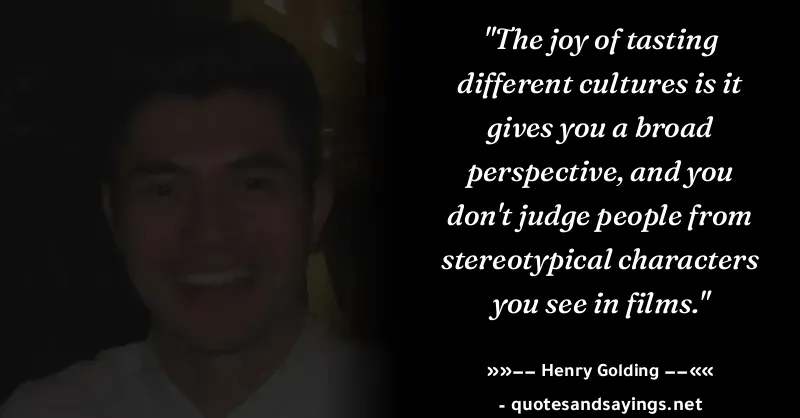 "The joy of tasting
different cultures is it
gives you a broad
perspective, and you
don't judge people from
stereotypical characters
you see in films."
»»—— Henry Golding ——««
- quotesandsayings.net